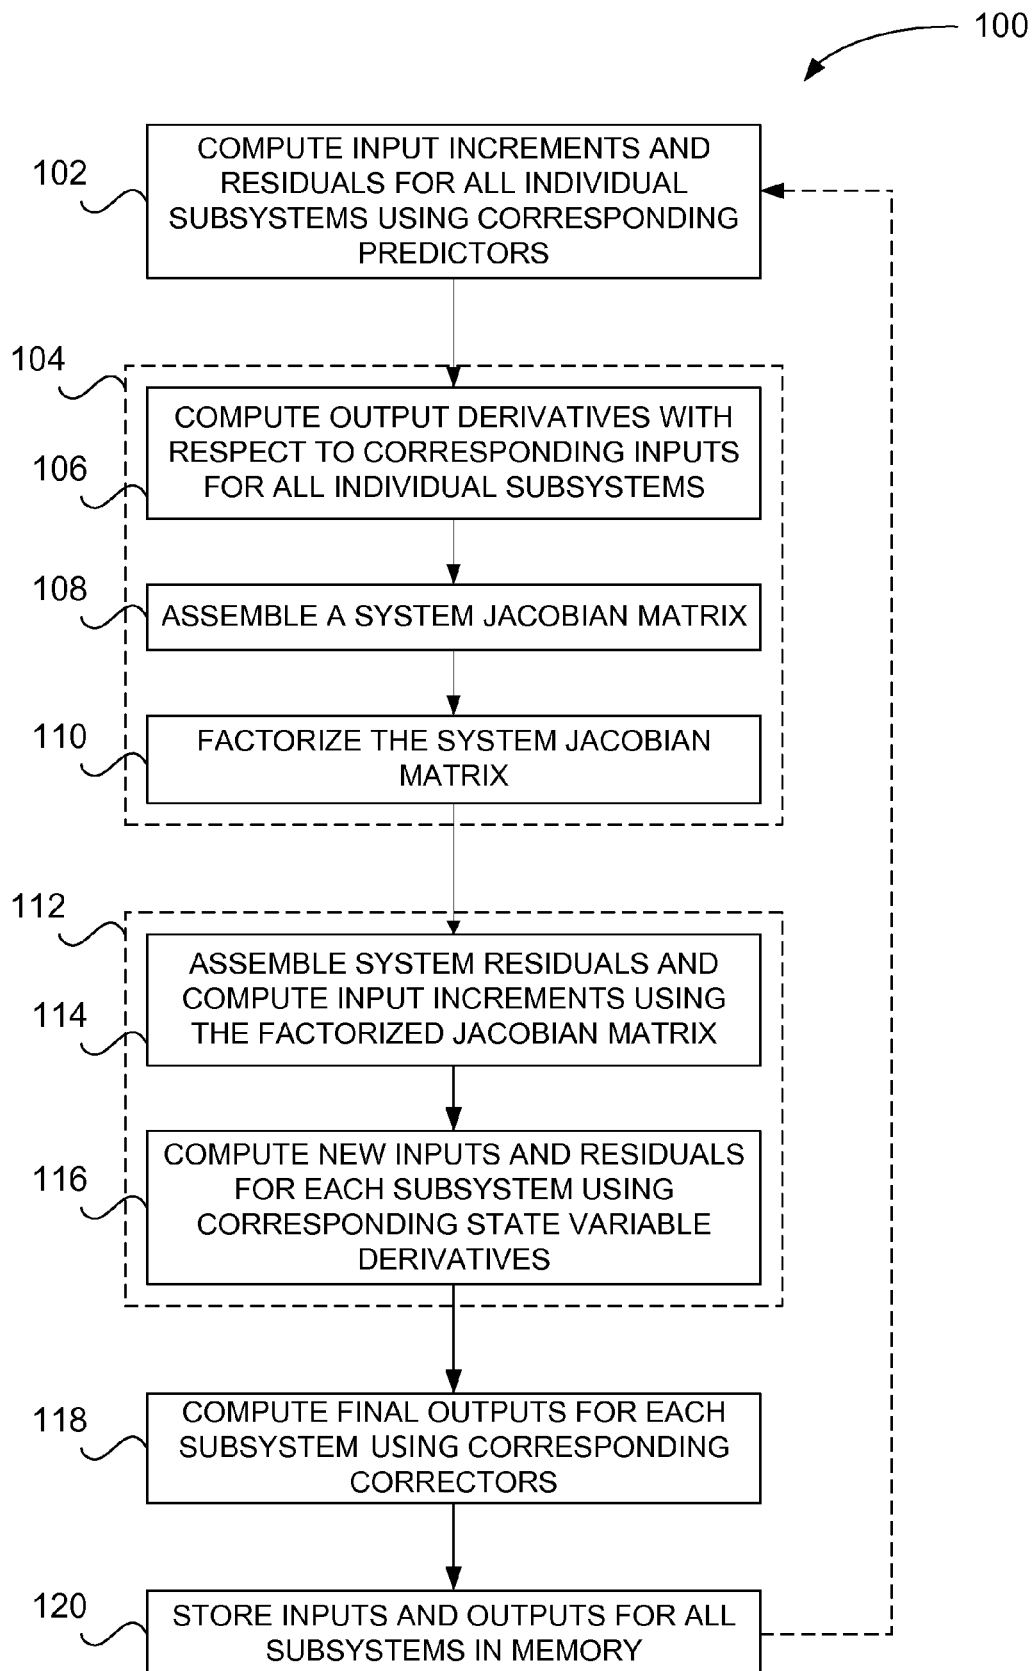 100
102
COMPUTE INPUT INCREMENTS AND
RESIDUALS FOR ALL INDIVIDUAL
SUBSYSTEMS USING CORRESPONDING
PREDICTORS
104
106
COMPUTE OUTPUT DERIVATIVES WITH
RESPECT TO CORRESPONDING INPUTS
FOR ALL INDIVIDUAL SUBSYSTEMS
108
ASSEMBLE A SYSTEM JACOBIAN MATRIX
110
FACTORIZE THE SYSTEM JACOBIAN
MATRIX
112
114
ASSEMBLE SYSTEM RESIDUALS AND
COMPUTE INPUT INCREMENTS USING
THE FACTORIZED JACOBIAN MATRIX
116
COMPUTE NEW INPUTS AND RESIDUALS
FOR EACH SUBSYSTEM USING
CORRESPONDING STATE VARIABLE
DERIVATIVES
118
COMPUTE FINAL OUTPUTS FOR EACH
SUBSYSTEM USING CORRESPONDING
CORRECTORS
120
STORE INPUTS AND OUTPUTS FOR ALL
SUBSYSTEMS IN MEMORY